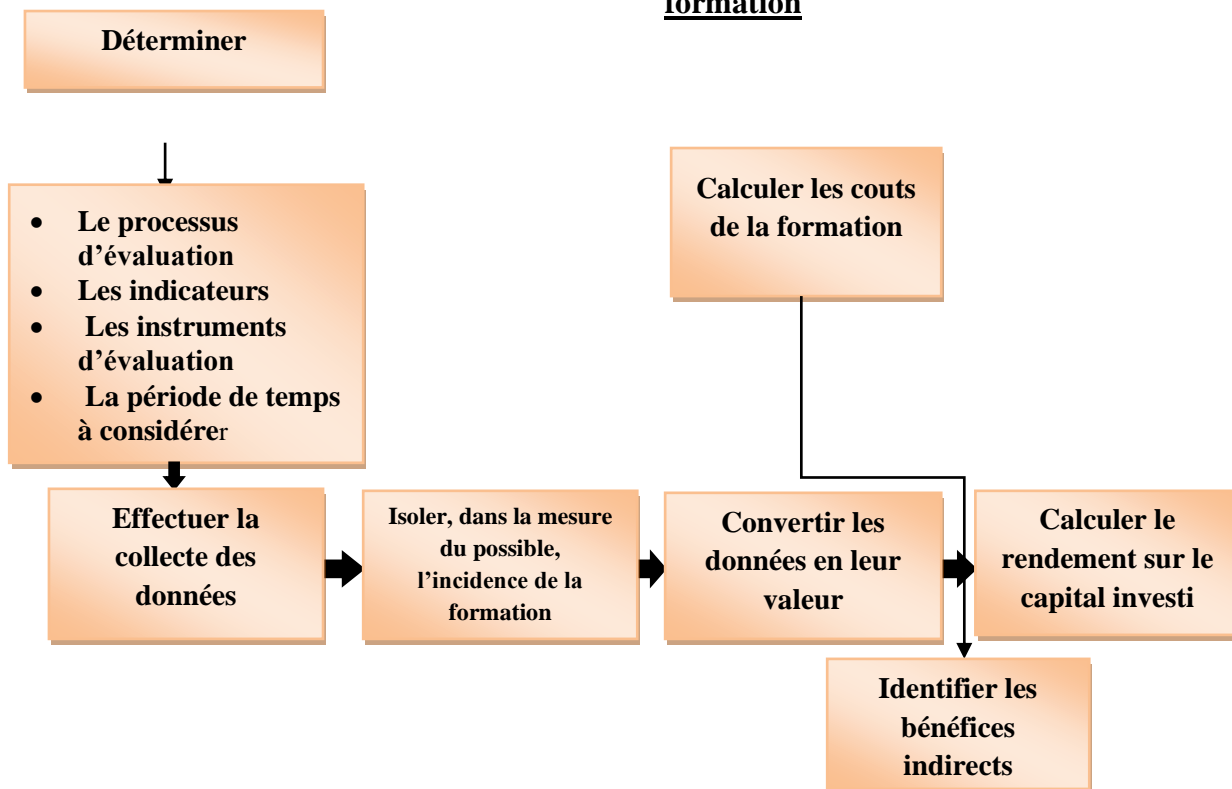 formation
Déterminer
• Le processus
d’évaluation
• Les indicateurs
• Les instruments
d’évaluation
• La période de temps
à considérer
Calculer les couts
de la formation
Effectuer la
collecte des
données
Isoler, dans la mesure
du possible,
l’incidence de la
formation
Convertir les
données en leur
valeur
Calculer le
rendement sur le
capital investi
Identifier les
bénéfices
indirects